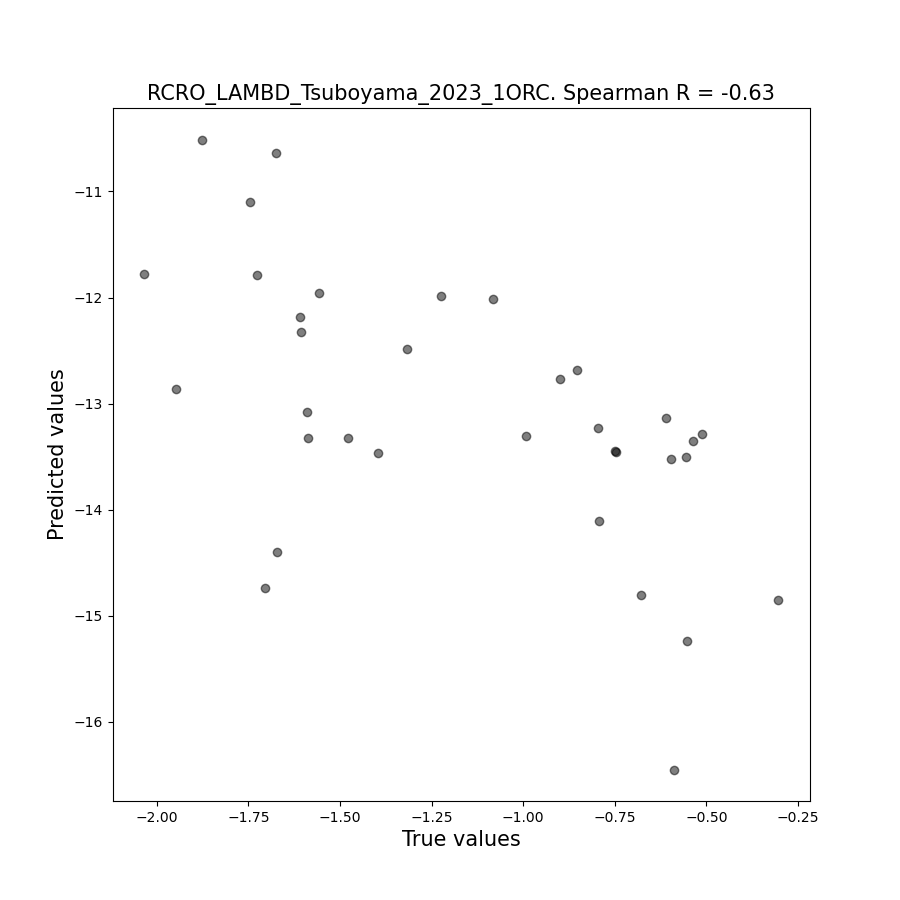 RCRO_LAMBD_Tsuboyama_2023_1ORC. Spearman R = -0.63
Predicted values
−11
−12
−13
−14
−15
−16
−2.00 −1.75 −1.50 −1.25 −1.00 −0.75 −0.50 −0.25
True values